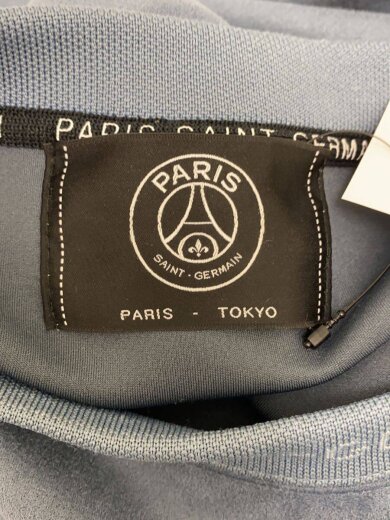 PARIS SAINT-GERMA
PARIS
SAINT-GERMAIN
PARIS - TOKYO